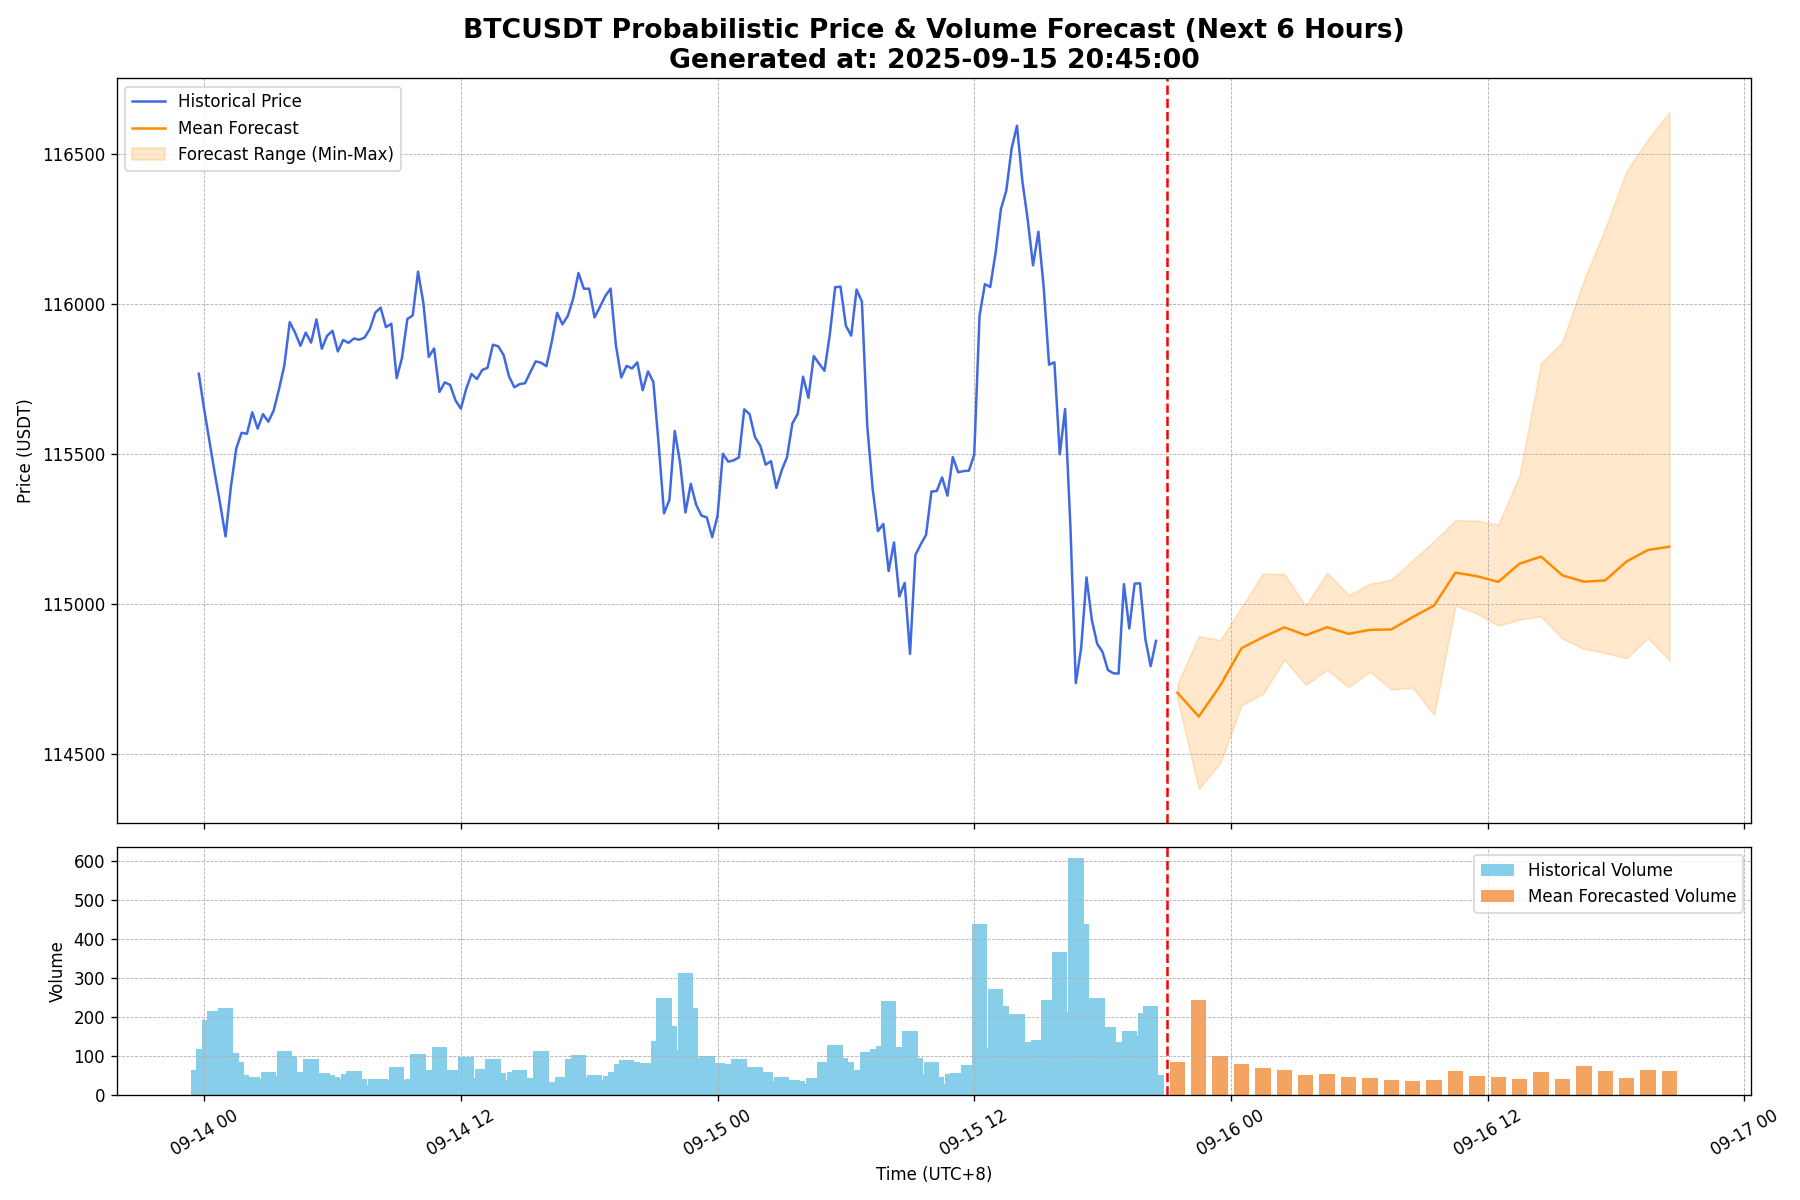 BTCUSDT Probabilistic Price & Volume Forecast (Next 6 Hours)
Generated at: 2025-09-15 20:45:00
Historical Price
Mean Forecast
Forecast Range (Min-Max)
Price (USDT)
116500
116000
115500
115000
114500
Historical Volume
Mean Forecasted Volume
Volume
600
500
400
300
200
100
0
09-14 00
09-14 12
09-15 00
09-15 12
09-16 00
09-16 12
09-17 00
Time (UTC+8)